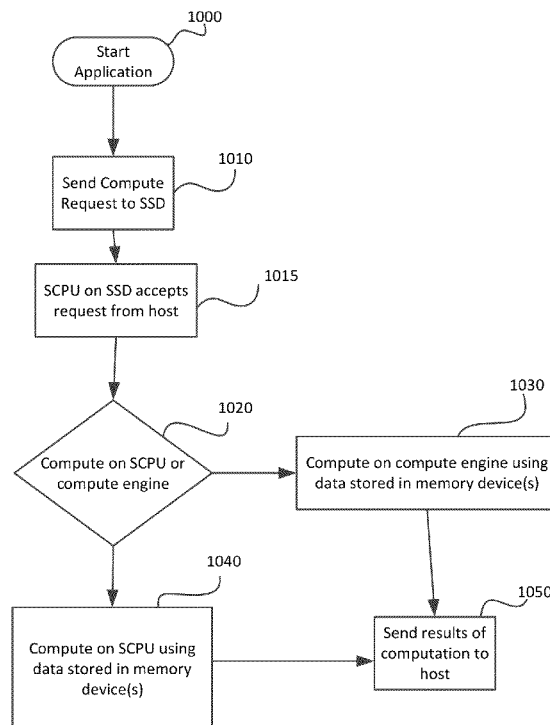 1000
Start
Application
1010
Send Compute
Request to SSD
1015
SCPU on SSD accepts
request from host
1020
Compute on SCPU or
compute engine
1030
Compute on compute engine using
data stored in memory device(s)
1040
Compute on SCPU using
data stored in memory
device(s)
1050
Send results of
computation to
host